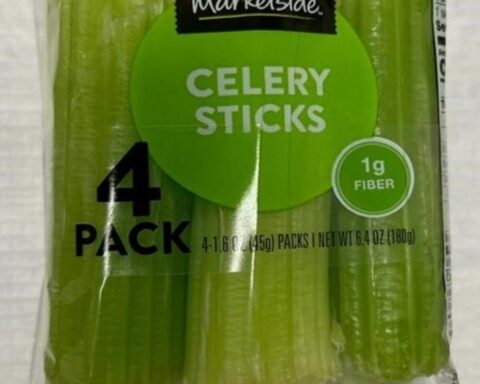 Marketside
CELERY
STICKS
1g
FIBER
4
PACK
4-1.6 OZ (45g) PACKS | NET WT 6.4 OZ (180g)